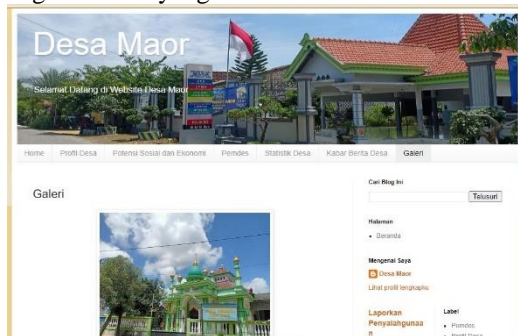 Desa Maor
Selamat Datang di Website Desa Maor
Home Profil Desa Potensi Sosial dan Ekonomi Pemdes Statistik Desa Kabar Berita Desa Galeri
Galeri
Cari Blog Ini
Telusuri
Halaman
Beranda
Mengenai Saya
Desa Maor
Lihat profil lengkapku
Laporkan
Penyalahgunaa
n
Label
Pemdes
Profil Desa